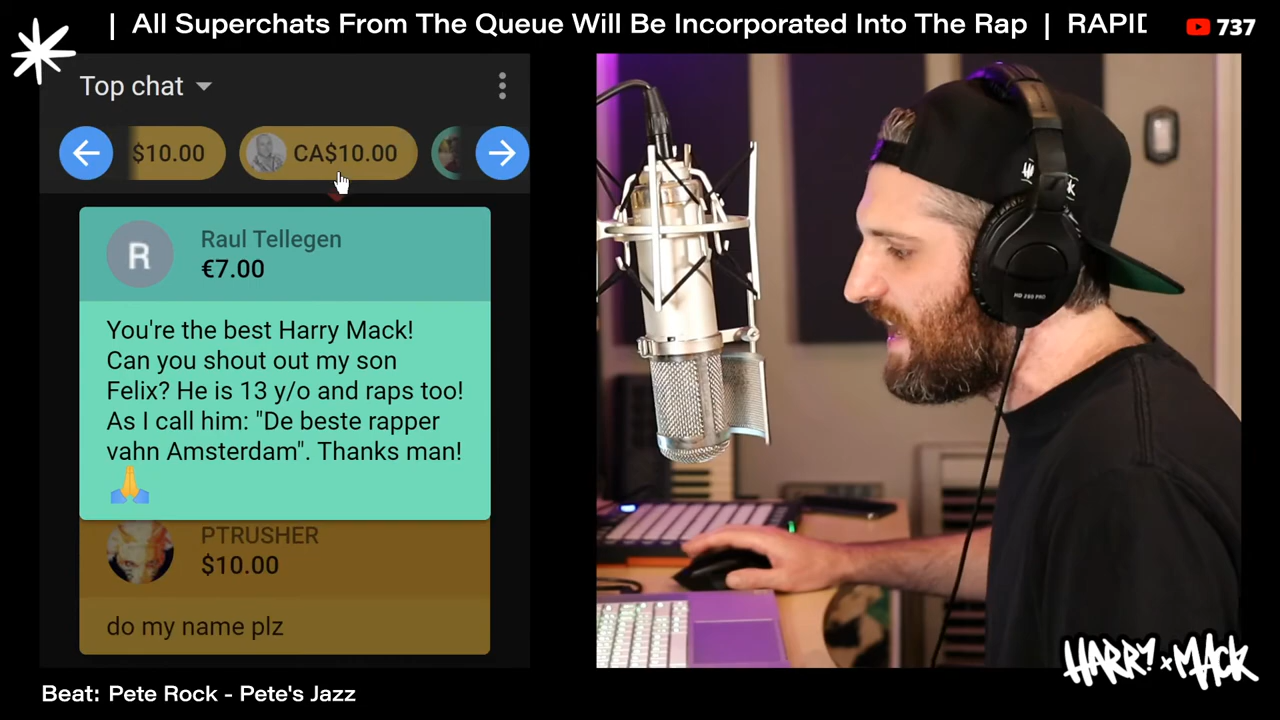 | All Superchats From The Queue Will Be Incorporated Into The Rap | RAPID
737
Top chat
$10.00
CA$10.00
R
Raul Tellegen
€7.00
You're the best Harry Mack!
Can you shout out my son
Felix? He is 13 y/o and raps too!
As I call him: "De beste rapper
vahn Amsterdam". Thanks man!
PTRUSHER
$10.00
do my name plz
HD 280 PRO
HARRY MACK
Beat: Pete Rock - Pete's Jazz